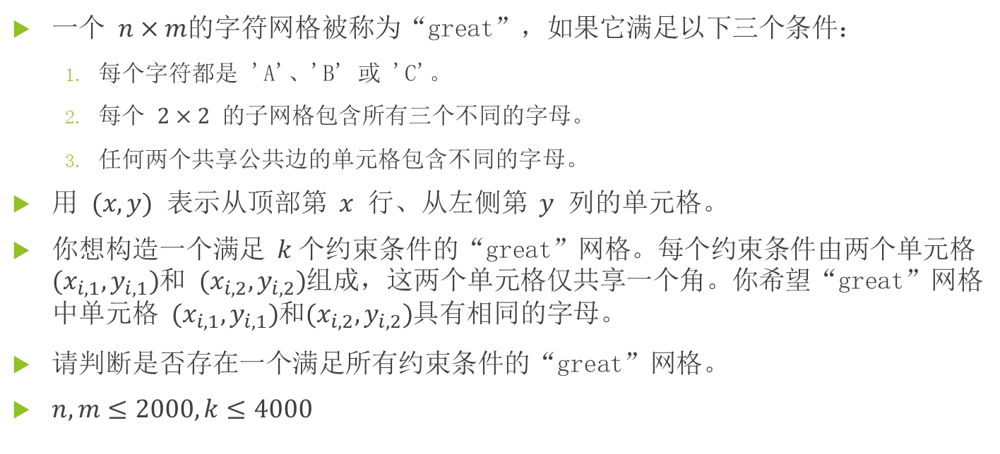 一个 n × m的字符网格被称为“great”，如果它满足以下三个条件：
1. 每个字符都是 'A'、'B' 或 'C'。
2. 每个 2 × 2 的子网格包含所有三个不同的字母。
3. 任何两个共享公共边的单元格包含不同的字母。
用 (x, y) 表示从顶部第 x 行、从左侧第 y 列的单元格。
你想构造一个满足 k 个约束条件的“great”网格。每个约束条件由两个单元格
(x_{i,1}, y_{i,1})和 (x_{i,2}, y_{i,2})组成，这两个单元格仅共享一个角。你希望“great”网格
中单元格 (x_{i,1}, y_{i,1})和(x_{i,2}, y_{i,2})具有相同的字母。
请判断是否存在一个满足所有约束条件的“great”网格。
n, m ≤ 2000, k ≤ 4000